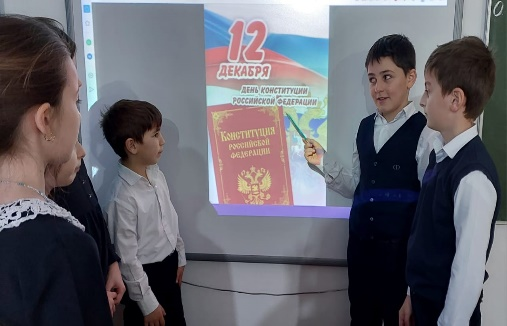 12
ДЕКАБРЯ
ДЕНЬ КОНСТИТУЦИИ
РОССИЙСКОЙ ФЕДЕРАЦИИ
КОНСТИТУЦИЯ
РОССИЙСКОЙ
ФЕДЕРАЦИИ